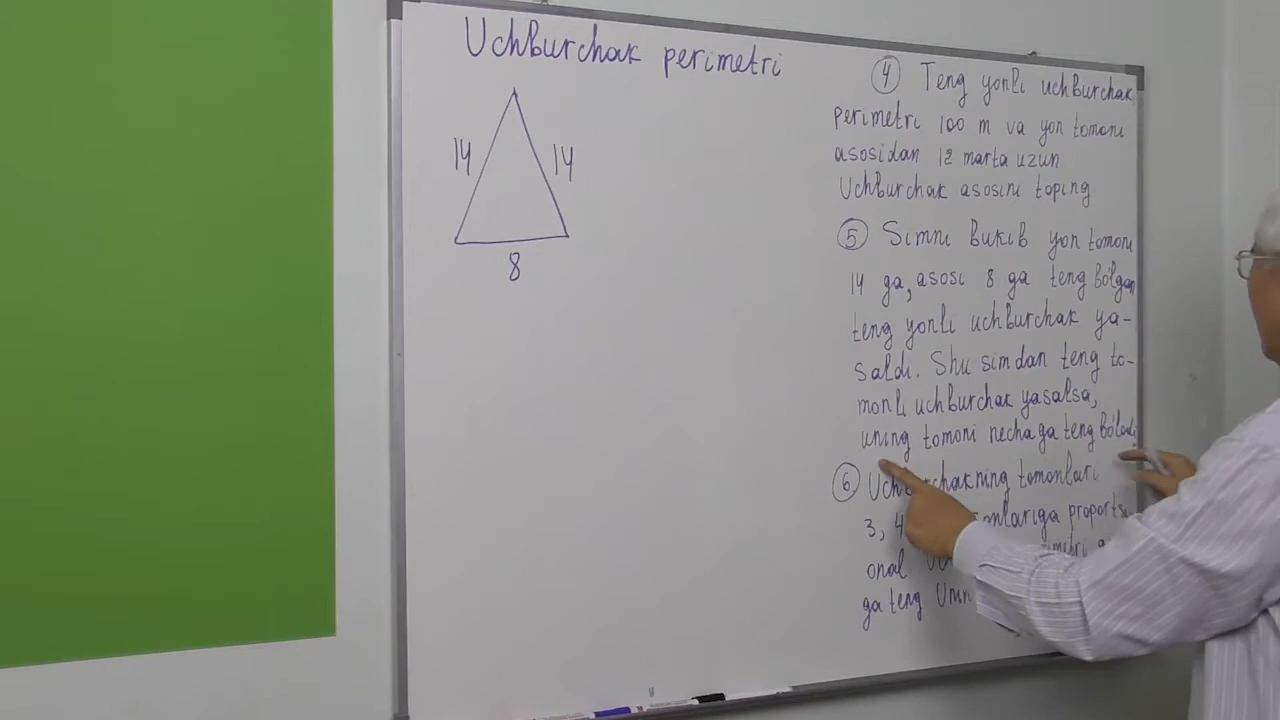 Uchburchak perimetri
14
14
8
④ Teng yonli uchburchak
perimetri 100 m va yon tomoni
asosidan 12 marta uzun
Uchburchak asosini toping
⑤ Simni bukib yon tomoni
14 ga, asosi 8 ga teng bo'lgan
teng yonli uchburchak ya-
saldi. Shu simdan teng to-
monli uchburchak yasalsa,
uning tomoni nechaga teng bo'ladi
⑥ Uchburchakning tomonlari
3, 4 proports
onal
ga teng